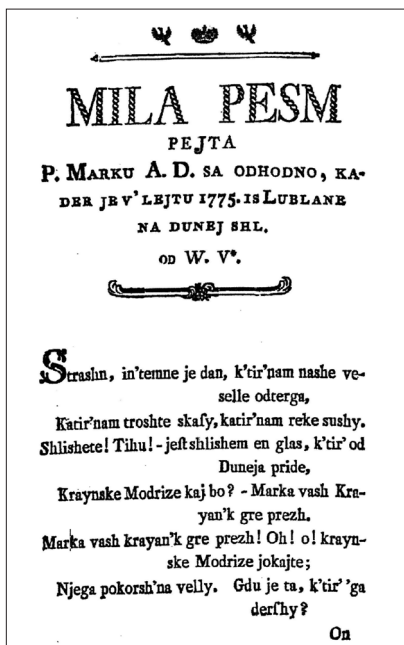 MILA PESM
PEJTA
P. MARKU A. D. SA ODHODNO, KA-
DER JE V' LEJTU 1775. IS LUBLANE
NA DUNEJ SHL.
OD W. V*.
Straſhn, in'temne je dan, k'tir'nam nashe ve-
selle odterga,
Katir'nam troshte skaſy, katir'nam reke sushy.
Shlishete! Tihu! - jeſt shlishem en glas, k'tir' od
Duneja pride,
Kraynske Modrize kaj bo? - Marka vash Kra-
yan'k gre prezh.
Marka vash krayan'k gre prezh! Oh! o! krayn-
ske Modrize jokajte;
Njega pokorsh'na velly. Gdu je ta, k'tir' 'ga
derſhy?
On